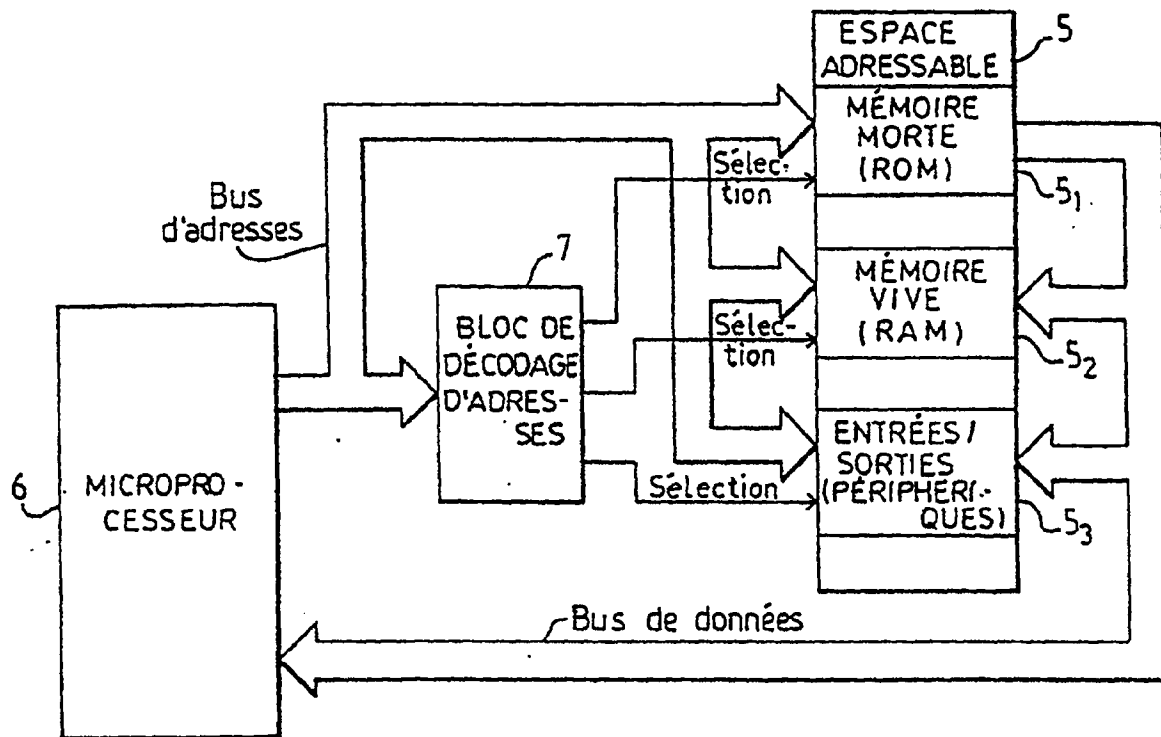 ESPACE
ADRESSABLE
5
MÉMOIRE
MORTE
(ROM)
5₁
Sélec-
tion
Bus
d'adresses
7
MÉMOIRE
VIVE
(RAM)
5₂
Sélec-
tion
BLOC DE
DÉCODAGE
D'ADRES-
SES
ENTRÉES/
SORTIES
(PÉRIPHERI-
QUES)
5₃
Sélection
6
MICROPRO-
CESSEUR
Bus de données